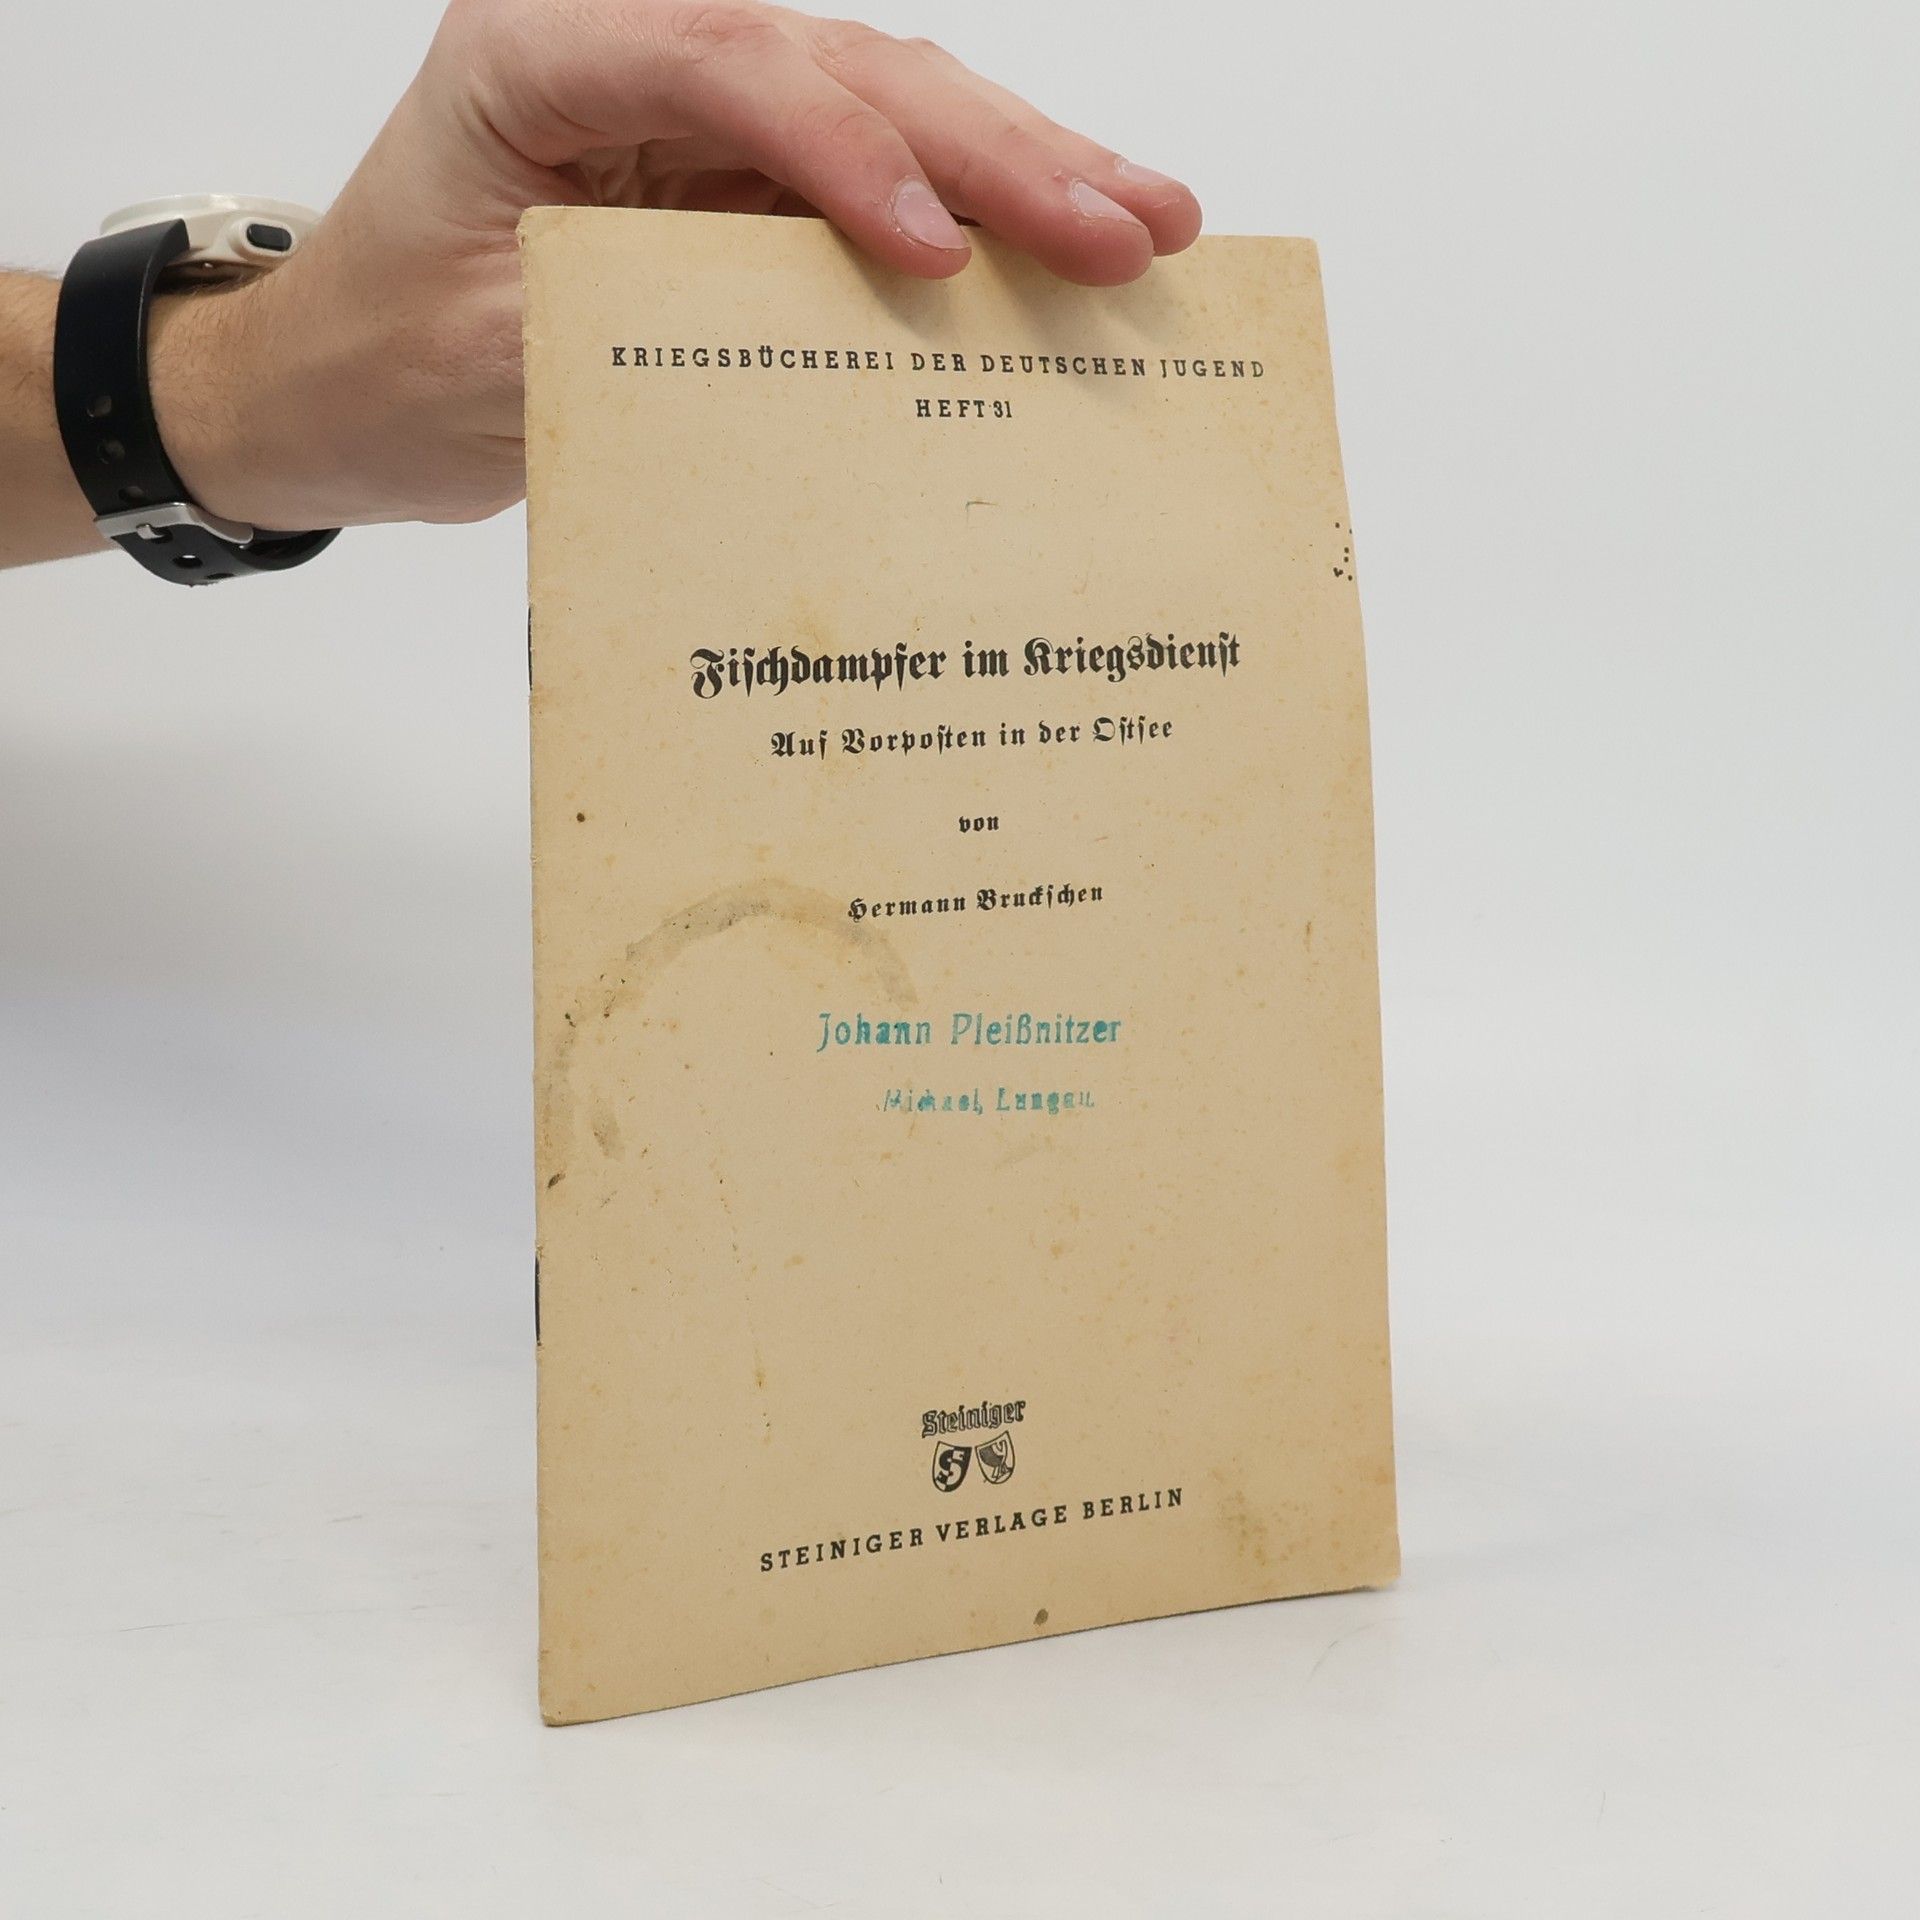 KRIEGSBÜCHEREI DER DEUTSCHEN JUGEND
HEFT 31
Fischdampfer im Kriegsdienst
Auf Vorposten in der Ostsee
von
Hermann Bruckschen
Johann Pleißnitzer
Michael, Lungau
Steiniger
S
STEINIGER VERLAGE BERLIN